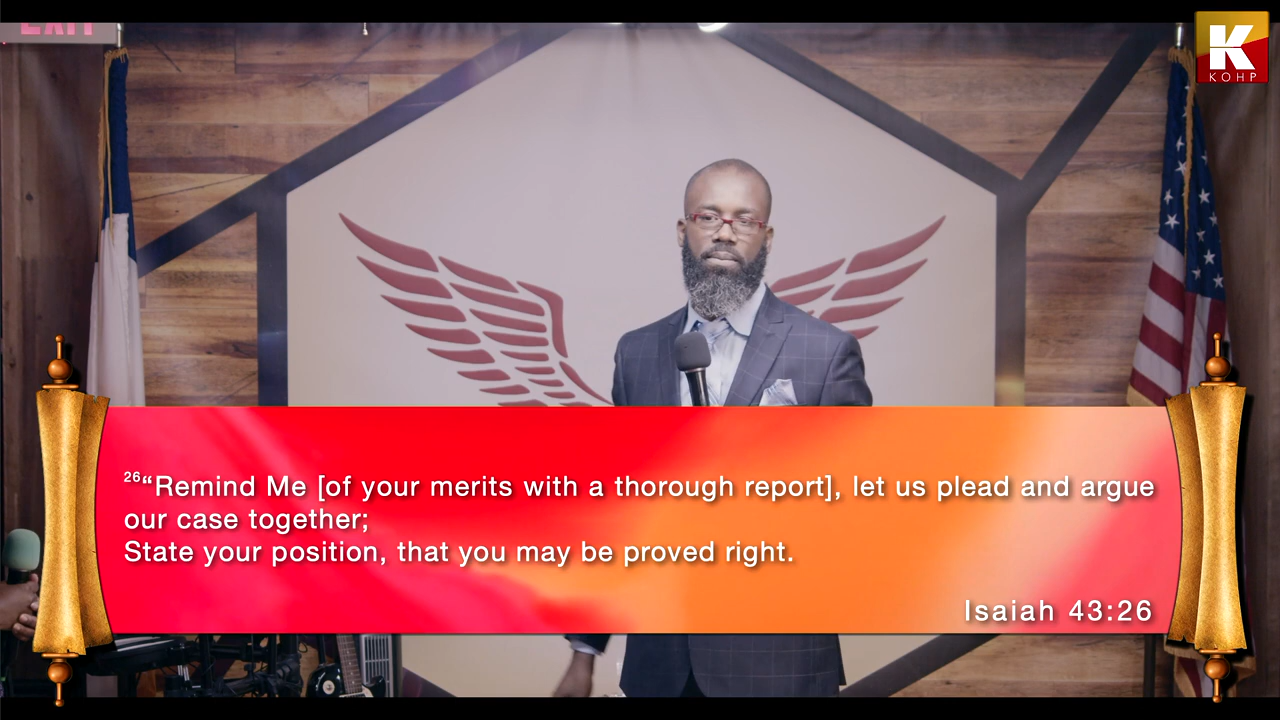 EXIT
K
KOHP
26“Remind Me [of your merits with a thorough report], let us plead and argue
our case together;
State your position, that you may be proved right.
Isaiah 43:26